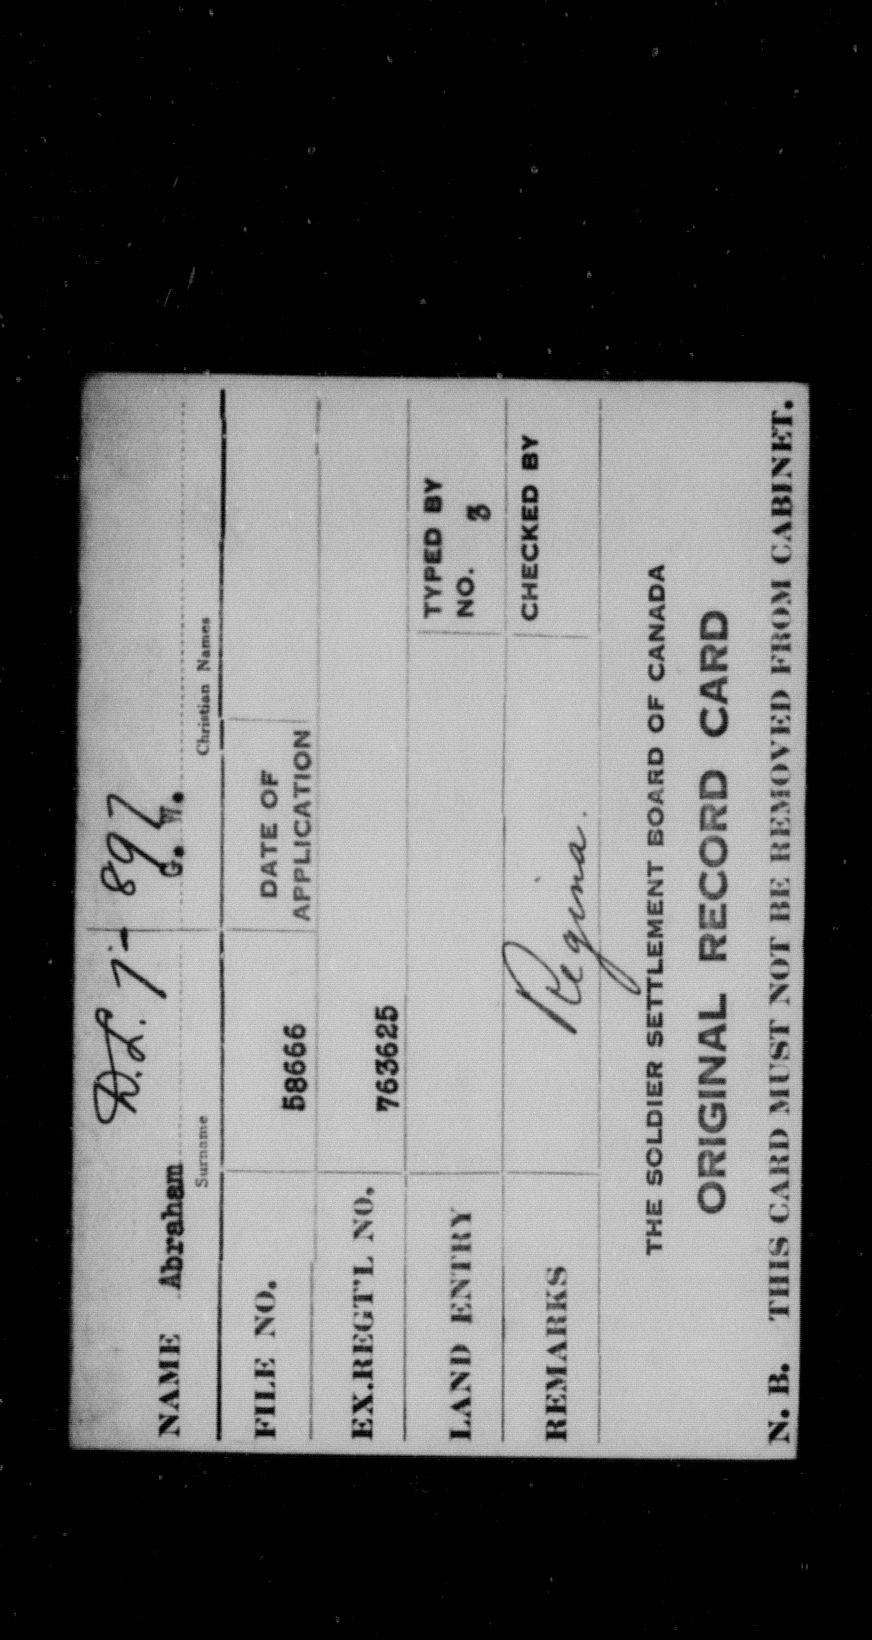 D.L. 7 - 897
NAME Abraham G. W.
Surname Christian Names
FILE NO. 58666 DATE OF APPLICATION
EX.REGT'L NO. 763625
LAND ENTRY TYPED BY NO. 3
REMARKS Regina. CHECKED BY
THE SOLDIER SETTLEMENT BOARD OF CANADA
ORIGINAL RECORD CARD
N. B. THIS CARD MUST NOT BE REMOVED FROM CABINET.